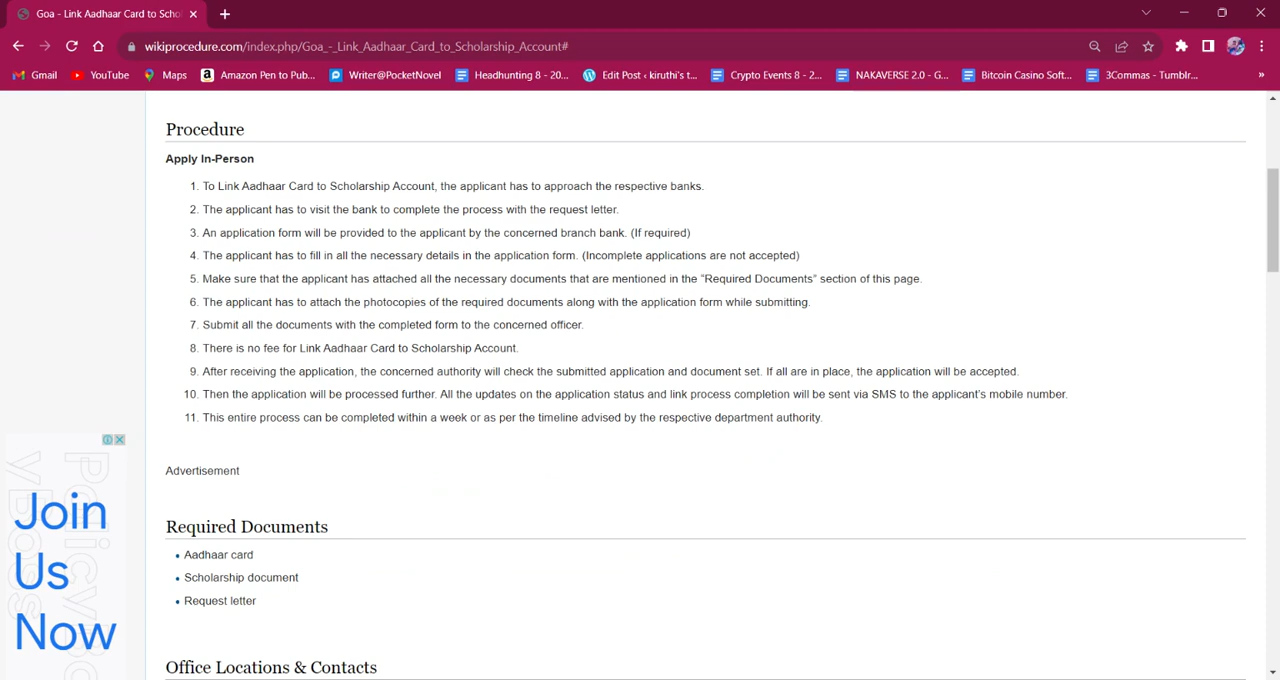 Goa - Link Aadhaar Card to Scho
wikiprocedure.com/index.php/Goa_-_Link_Aadhaar_Card_to_Scholarship_Account#
Gmail YouTube Maps Amazon Pen to Pub... Writer@PocketNovel Headhunting 8 - 20... Edit Post ‹ kiruthi's t... Crypto Events 8 - 2... NAKAVERSE 2.0 - G... Bitcoin Casino Soft... 3Commas - Tumblr... »
Procedure
Apply In-Person
1. To Link Aadhaar Card to Scholarship Account, the applicant has to approach the respective banks.
2. The applicant has to visit the bank to complete the process with the request letter.
3. An application form will be provided to the applicant by the concerned branch bank. (If required)
4. The applicant has to fill in all the necessary details in the application form. (Incomplete applications are not accepted)
5. Make sure that the applicant has attached all the necessary documents that are mentioned in the “Required Documents” section of this page.
6. The applicant has to attach the photocopies of the required documents along with the application form while submitting.
7. Submit all the documents with the completed form to the concerned officer.
8. There is no fee for Link Aadhaar Card to Scholarship Account.
9. After receiving the application, the concerned authority will check the submitted application and document set. If all are in place, the application will be accepted.
10. Then the application will be processed further. All the updates on the application status and link process completion will be sent via SMS to the applicant’s mobile number.
11. This entire process can be completed within a week or as per the timeline advised by the respective department authority.
Advertisement
Required Documents
• Aadhaar card
• Scholarship document
• Request letter
Office Locations & Contacts
Join
Us
Now